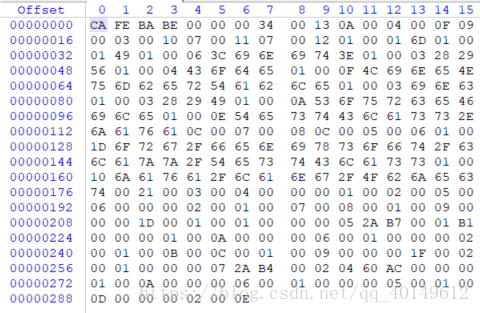 Offset 0 1 2 3 4 5 6 7 8 9 10 11 12 13 14 15
00000000 CA FE BA BE 00 00 00 34 00 13 0A 00 04 00 0F 09
00000016 00 03 00 10 07 00 11 07 00 12 01 00 01 6D 01 00
00000032 01 49 01 00 06 3C 69 6E 69 74 3E 01 00 03 28 29
00000048 56 01 00 04 43 6F 64 65 01 00 0F 4C 69 6E 65 4E
00000064 75 6D 62 65 72 54 61 62 6C 65 01 00 03 69 6E 63
00000080 01 00 03 28 29 49 01 00 0A 53 6F 75 72 63 65 46
00000096 69 6C 65 01 00 0E 54 65 73 74 43 6C 61 73 73 2E
00000112 6A 61 76 61 0C 00 07 00 08 0C 00 05 00 06 01 00
00000128 1D 6F 72 67 2F 66 65 6E 69 78 73 6F 66 74 2F 63
00000144 6C 61 7A 7A 2F 54 65 73 74 43 6C 61 73 73 01 00
00000160 10 6A 61 76 61 2F 6C 61 6E 67 2F 4F 62 6A 65 63
00000176 74 00 21 00 03 00 04 00 00 00 01 00 02 00 05 00
00000192 06 00 00 00 02 00 01 00 07 00 08 00 01 00 09 00
00000208 00 00 1D 00 01 00 01 00 00 00 05 2A B7 00 01 B1
00000224 00 00 00 01 00 0A 00 00 00 06 00 01 00 00 00 02
00000240 00 01 00 0B 00 0C 00 01 00 09 00 00 00 1F 00 02
00000256 00 01 00 00 00 07 2A B4 00 02 04 60 AC 00 00 00
00000272 01 00 0A 00 00 00 06 00 01 00 00 00 05 00 01 00
00000288 0D 00 00 00 02 00 0E
https://blog.csdn.net/qq_40149612